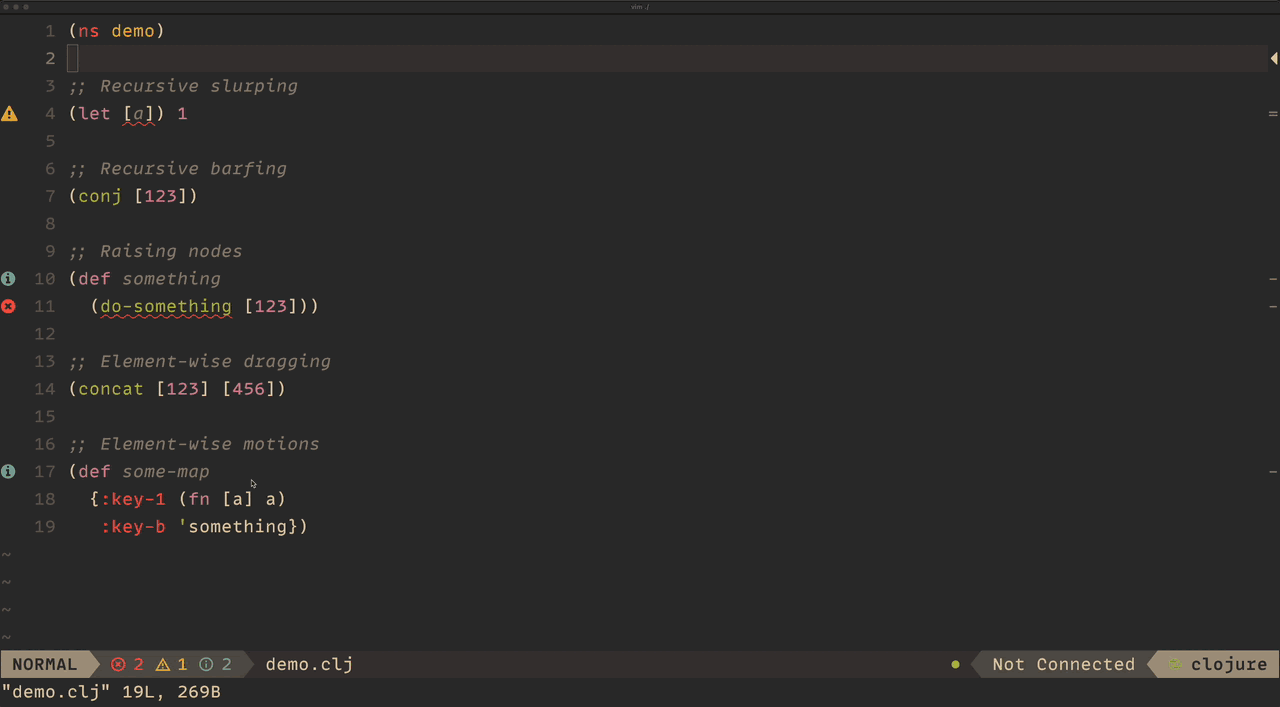 vim ./
1 (ns demo)
2
3 ;; Recursive slurping
4 (let [a]) 1
5
6 ;; Recursive barfing
7 (conj [123])
8
9 ;; Raising nodes
10 (def something
11   (do-something [123]))
12
13 ;; Element-wise dragging
14 (concat [123] [456])
15
16 ;; Element-wise motions
17 (def some-map
18   {:key-1 (fn [a] a)
19    :key-b 'something})
~
~
~
~
NORMAL 2 1 2 demo.clj Not Connected clojure
"demo.clj" 19L, 269B